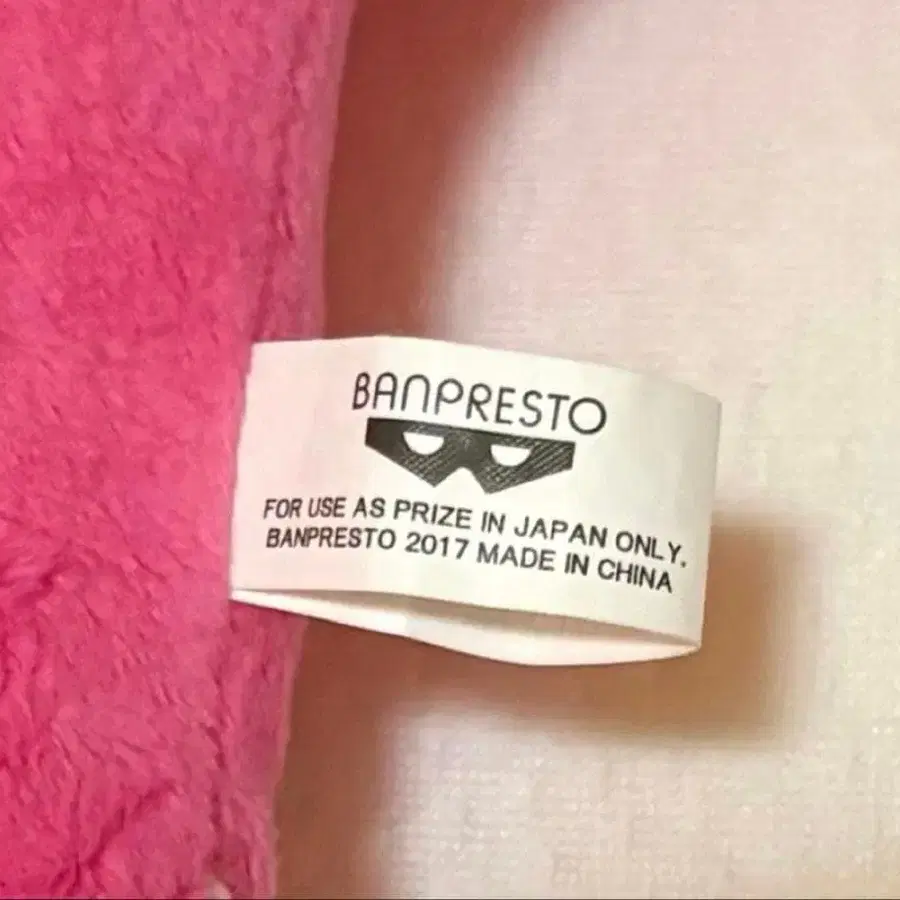 BANPRESTO
FOR USE AS PRIZE IN JAPAN ONLY.
BANPRESTO 2017 MADE IN CHINA